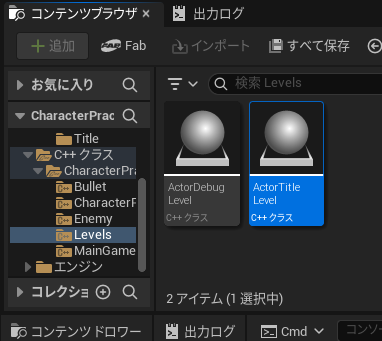 コンテンツブラウザ
出力ログ
追加
Fab
インポート
すべて保存
お気に入り
CharacterPrac
Title
C++ クラス
CharacterPra
Bullet
CharacterP
Enemy
Levels
MainGame
エンジン
コレクショ
検索 Levels
ActorDebug
Level
C++ クラス
ActorTitle
Level
C++ クラス
2 アイテム (1 選択中)
コンテンツドロワー
出力ログ
Cmd
コンソ